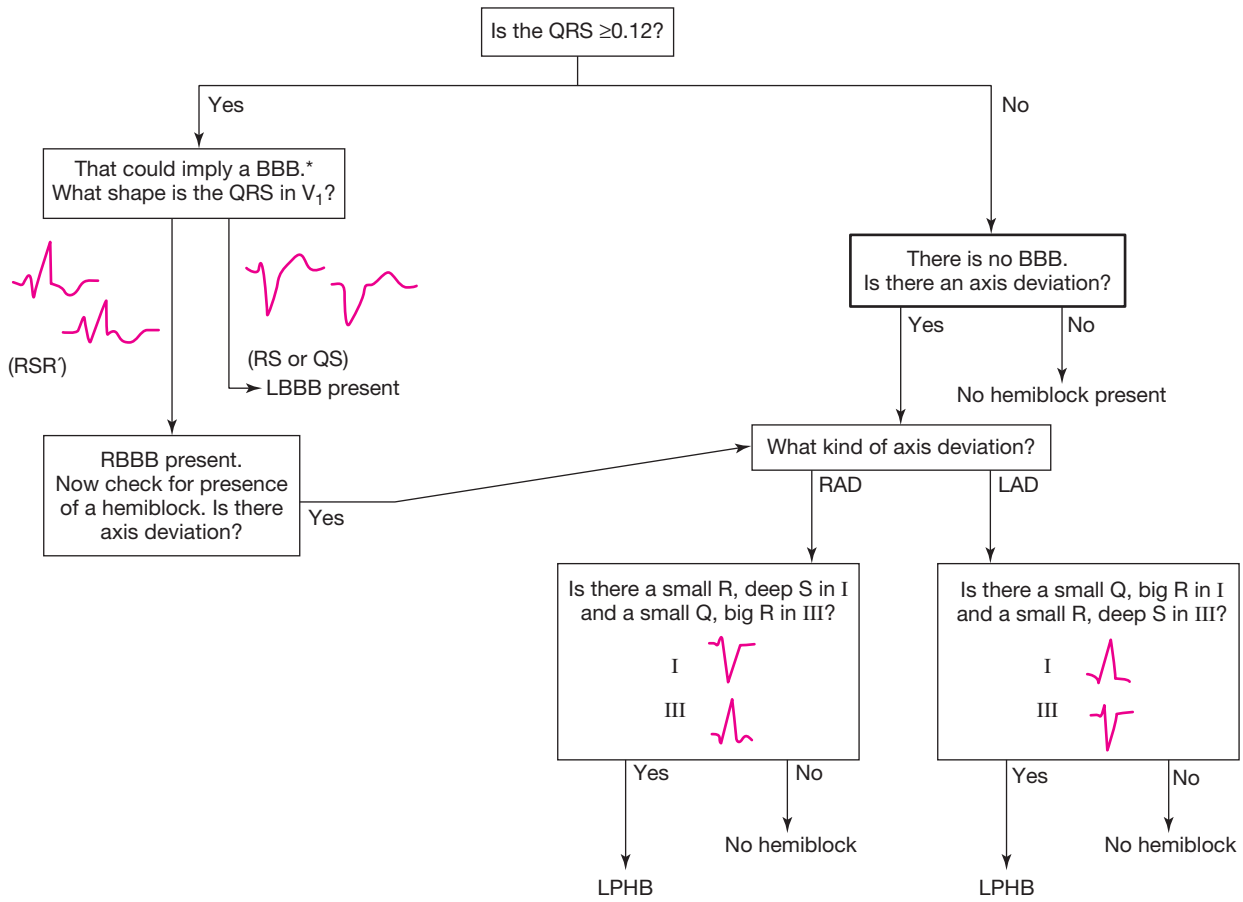 Is the QRS ≥0.12?
Yes
No
That could imply a BBB.*
What shape is the QRS in V₁?
(RSR′)
(RS or QS)
LBBB present
There is no BBB.
Is there an axis deviation?
Yes
No
No hemiblock present
RBBB present.
Now check for presence
of a hemiblock. Is there
axis deviation?
Yes
What kind of axis deviation?
RAD
LAD
Is there a small R, deep S in I
and a small Q, big R in III?
I
III
Yes
No
No hemiblock
LPHB
Is there a small Q, big R in I
and a small R, deep S in III?
I
III
Yes
No
No hemiblock
LPHB